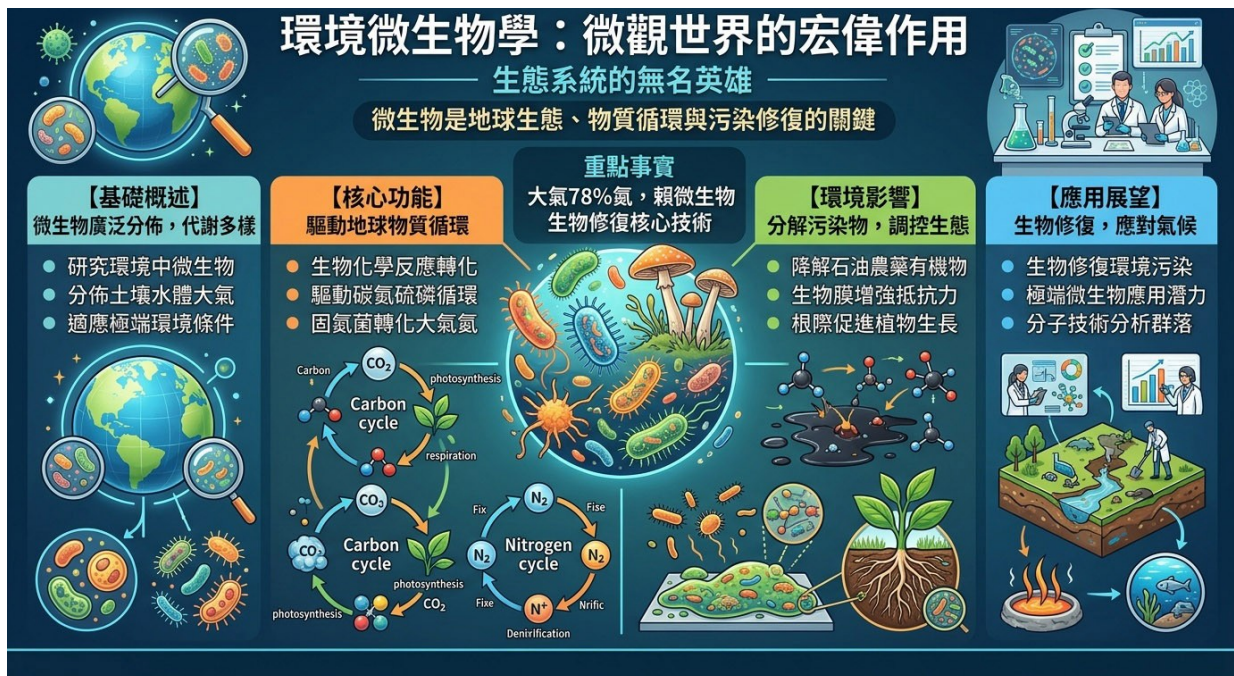 環境微生物學：微觀世界的宏偉作用
生態系統的無名英雄
微生物是地球生態、物質循環與污染修復的關鍵
【基礎概述】
微生物廣泛分佈，代謝多樣
研究環境中微生物
分佈土壤水體大氣
適應極端環境條件
【核心功能】
驅動地球物質循環
生物化學反應轉化
驅動碳氮硫磷循環
固氮菌轉化大氣氮
Carbon
CO₂
photosynthesis
Carbon
cycle
respiration
CO₃
CO₂
Carbon
cycle
photosynthesis
photosynthesis
CO₂
Fix
N₂
Fise
N₂
Nitrogen
cycle
N₂
Fixe
N⁺
Nrific
Denirification
重點事實
大氣78%氮，賴微生物
生物修復核心技術
【環境影響】
分解污染物，調控生態
降解石油農藥有機物
生物膜增強抵抗力
根際促進植物生長
【應用展望】
生物修復，應對氣候
生物修復環境污染
極端微生物應用潛力
分子技術分析群落